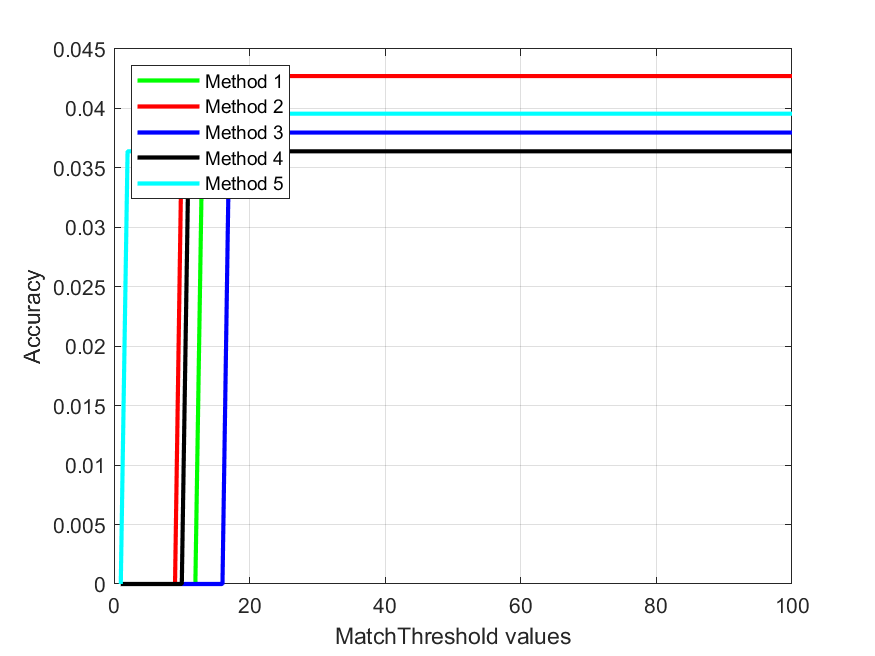 0.045
0.04
0.035
0.03
0.025
0.02
0.015
0.01
0.005
0
Accuracy
Method 1
Method 2
Method 3
Method 4
Method 5
0 20 40 60 80 100
MatchThreshold values